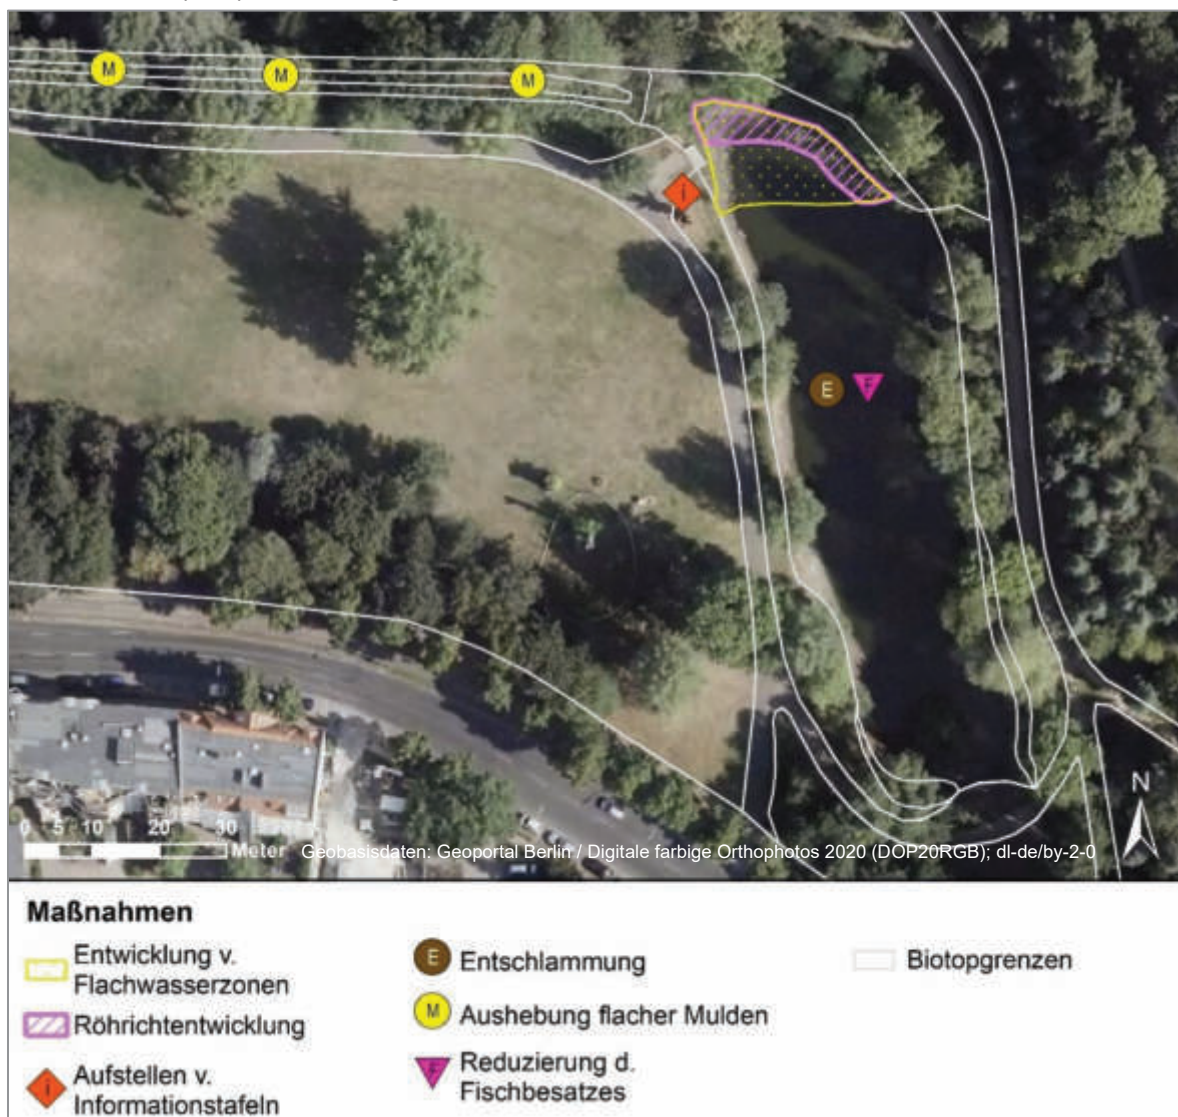 M M M
i
E F
N
0 5 10 20 30
Meter
Geobasisdaten: Geoportal Berlin / Digitale farbige Orthophotos 2020 (DOP20RGB); dl-de/by-2-0
Maßnahmen
Entwicklung v.
Flachwasserzonen
Röhrichtentwicklung
i Aufstellen v.
Informationstafeln
E Entschlammung
M Aushebung flacher Mulden
F Reduzierung d.
Fischbesatzes
Biotopgrenzen